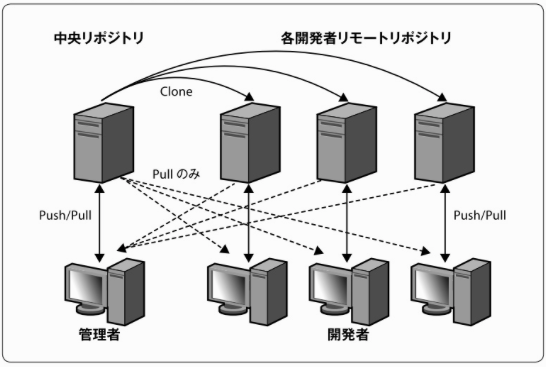 中央リポジトリ
各開発者リモートリポジトリ
Clone
Pull のみ
Push/Pull
Push/Pull
管理者
開発者